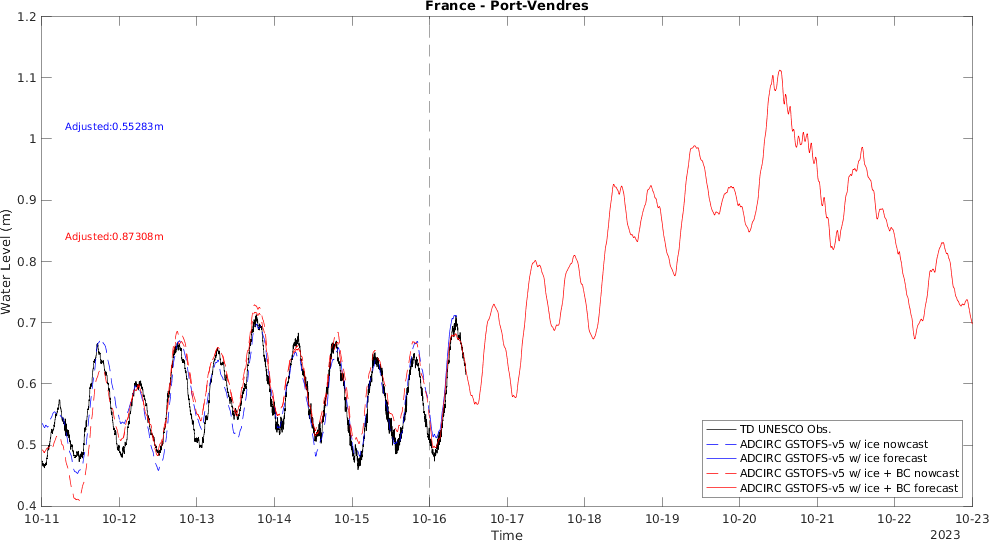 France - Port-Vendres
1.2
1.1
1
0.9
0.8
0.7
0.6
0.5
0.4
Water Level (m)
Adjusted:0.55283m
Adjusted:0.87308m
TD UNESCO Obs.
ADCIRC GSTOFS-v5 w/ ice nowcast
ADCIRC GSTOFS-v5 w/ ice forecast
ADCIRC GSTOFS-v5 w/ ice + BC nowcast
ADCIRC GSTOFS-v5 w/ ice + BC forecast
10-11 10-12 10-13 10-14 10-15 10-16 10-17 10-18 10-19 10-20 10-21 10-22 10-23
Time
2023